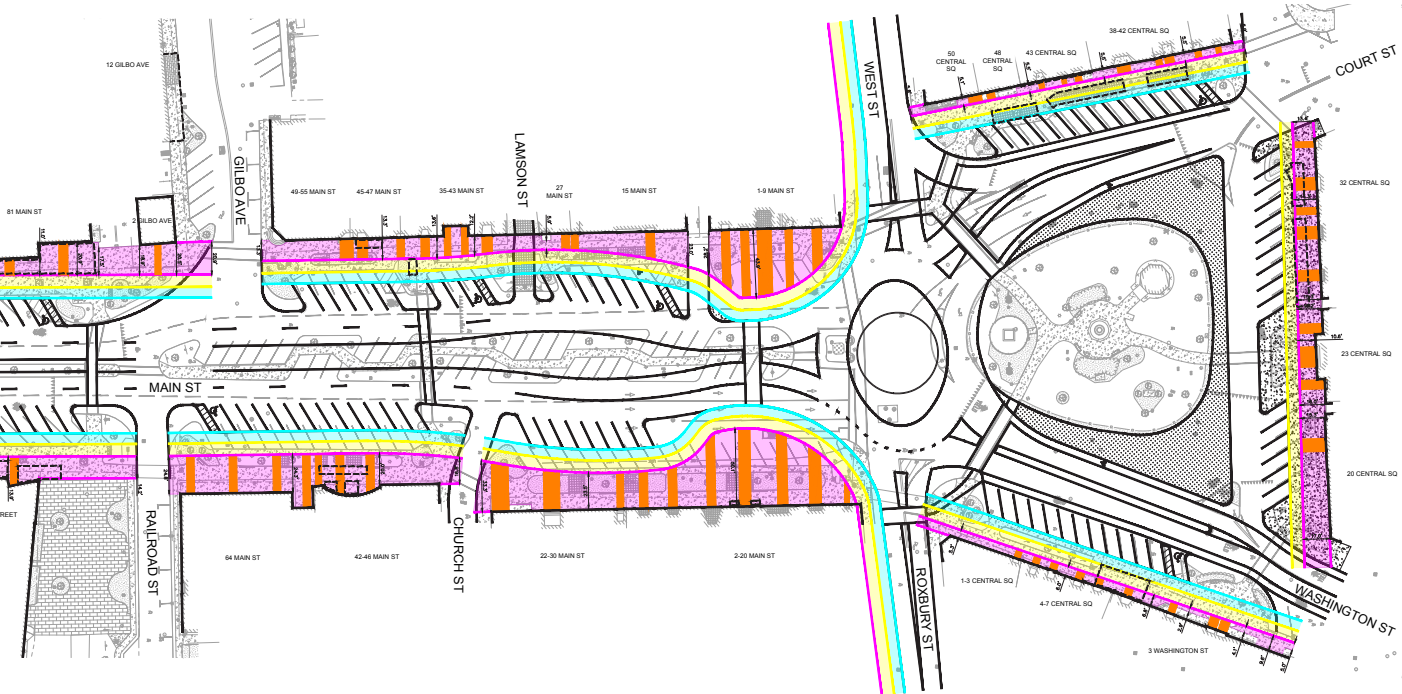 38-42 CENTRAL SQ
43 CENTRAL SQ
48
CENTRAL
SQ
50
CENTRAL
SQ
COURT ST
12 GILBO AVE
WEST ST
GILBO AVE
LAMSON ST
49-55 MAIN ST
45-47 MAIN ST
35-43 MAIN ST
27
MAIN ST
15 MAIN ST
1-9 MAIN ST
32 CENTRAL SQ
81 MAIN ST
2 GILBO AVE
10.6'
23 CENTRAL SQ
MAIN ST
20 CENTRAL SQ
REET
RAILROAD ST
CHURCH ST
64 MAIN ST
42-46 MAIN ST
22-30 MAIN ST
2-20 MAIN ST
ROXBURY ST
1-3 CENTRAL SQ
4-7 CENTRAL SQ
WASHINGTON ST
3 WASHINGTON ST